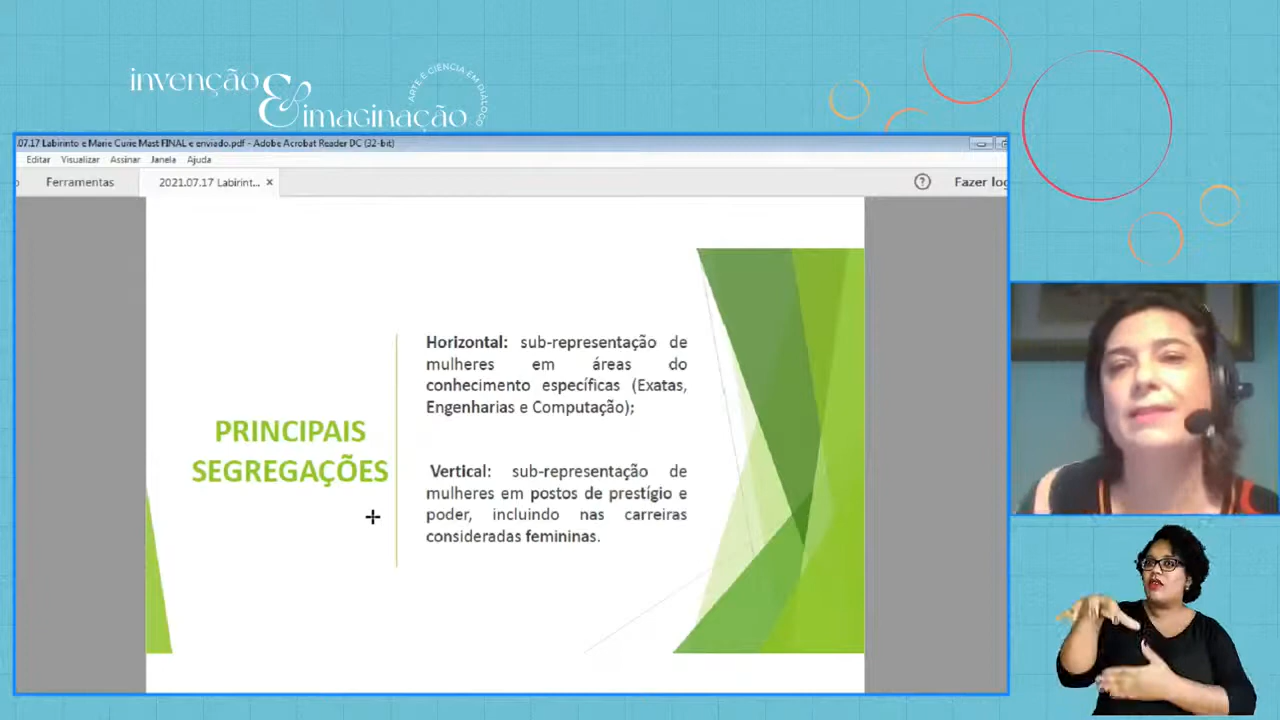 invenção
&
imaginação
ARTE E CIÊNCIA EM DIÁLOGO
.07.17 Labirinto e Marie Curie Mast FINAL e enviado.pdf - Adobe Acrobat Reader DC (32-bit)
Editar Visualizar Assinar Janela Ajuda
Ferramentas 2021.07.17 Labirint... × ? Fazer log
PRINCIPAIS
SEGREGAÇÕES
Horizontal: sub-representação de
mulheres em áreas do
conhecimento específicas (Exatas,
Engenharias e Computação);
Vertical: sub-representação de
mulheres em postos de prestígio e
poder, incluindo nas carreiras
consideradas femininas.